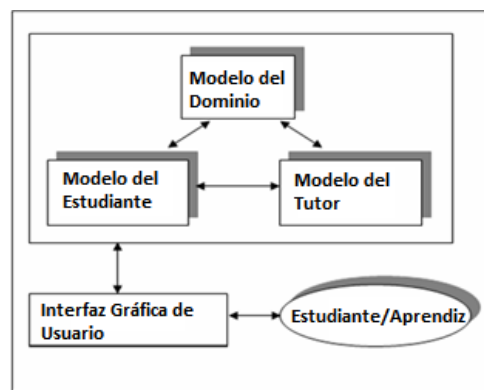 Modelo del
Dominio
Modelo del
Estudiante
Modelo del
Tutor
Interfaz Gráfica de
Usuario
Estudiante/Aprendiz